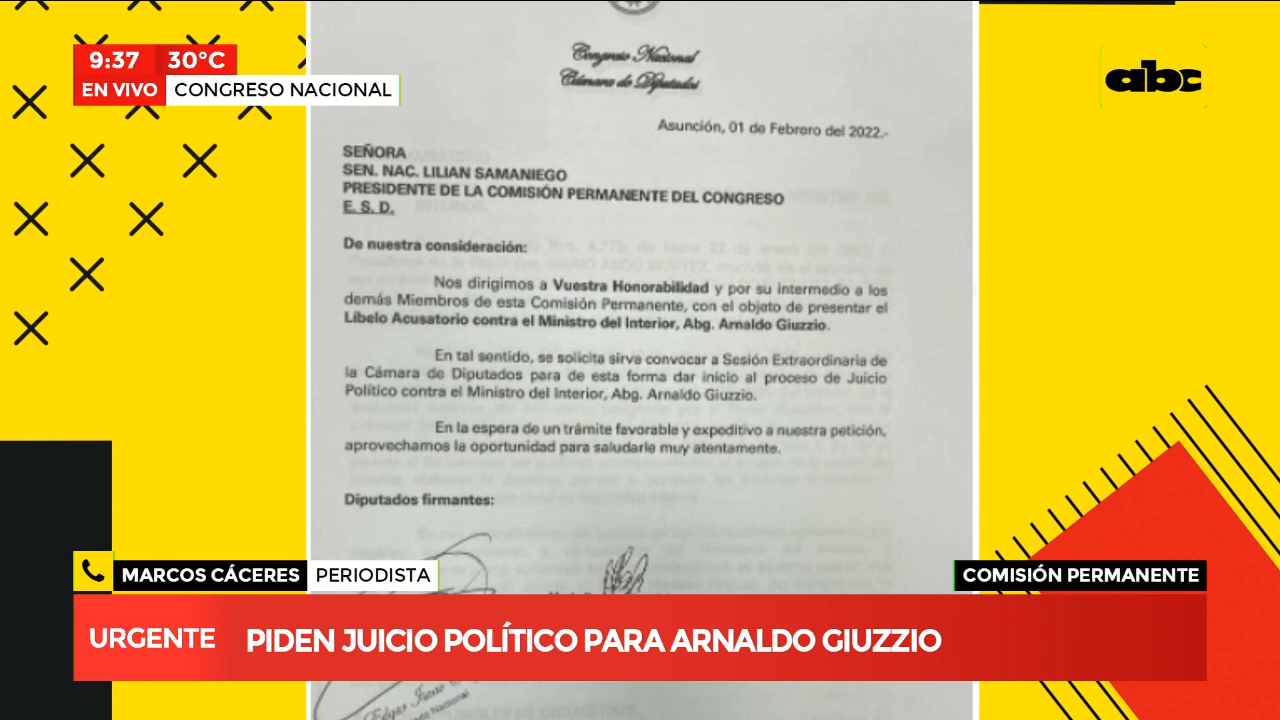 9:37 30°C
EN VIVO CONGRESO NACIONAL
abc
Congreso Nacional
Cámara de Diputados
Asunción, 01 de Febrero del 2022.-
SEÑORA
SEN. NAC. LILIAN SAMANIEGO
PRESIDENTE DE LA COMISIÓN PERMANENTE DEL CONGRESO
E. S. D.
De nuestra consideración:
Nos dirigimos a Vuestra Honorabilidad y por su intermedio a los
demás Miembros de esta Comisión Permanente, con el objeto de presentar el
Líbelo Acusatorio contra el Ministro del Interior, Abg. Arnaldo Giuzzio.
En tal sentido, se solicita sirva convocar a Sesión Extraordinaria de
la Cámara de Diputados para de esta forma dar inicio al proceso de Juicio
Político contra el Ministro del Interior, Abg. Arnaldo Giuzzio.
En la espera de un trámite favorable y expeditivo a nuestra petición,
aprovechamos la oportunidad para saludarle muy atentamente.
Diputados firmantes:
MARCOS CÁCERES PERIODISTA
COMISIÓN PERMANENTE
URGENTE PIDEN JUICIO POLÍTICO PARA ARNALDO GIUZZIO
Nacional